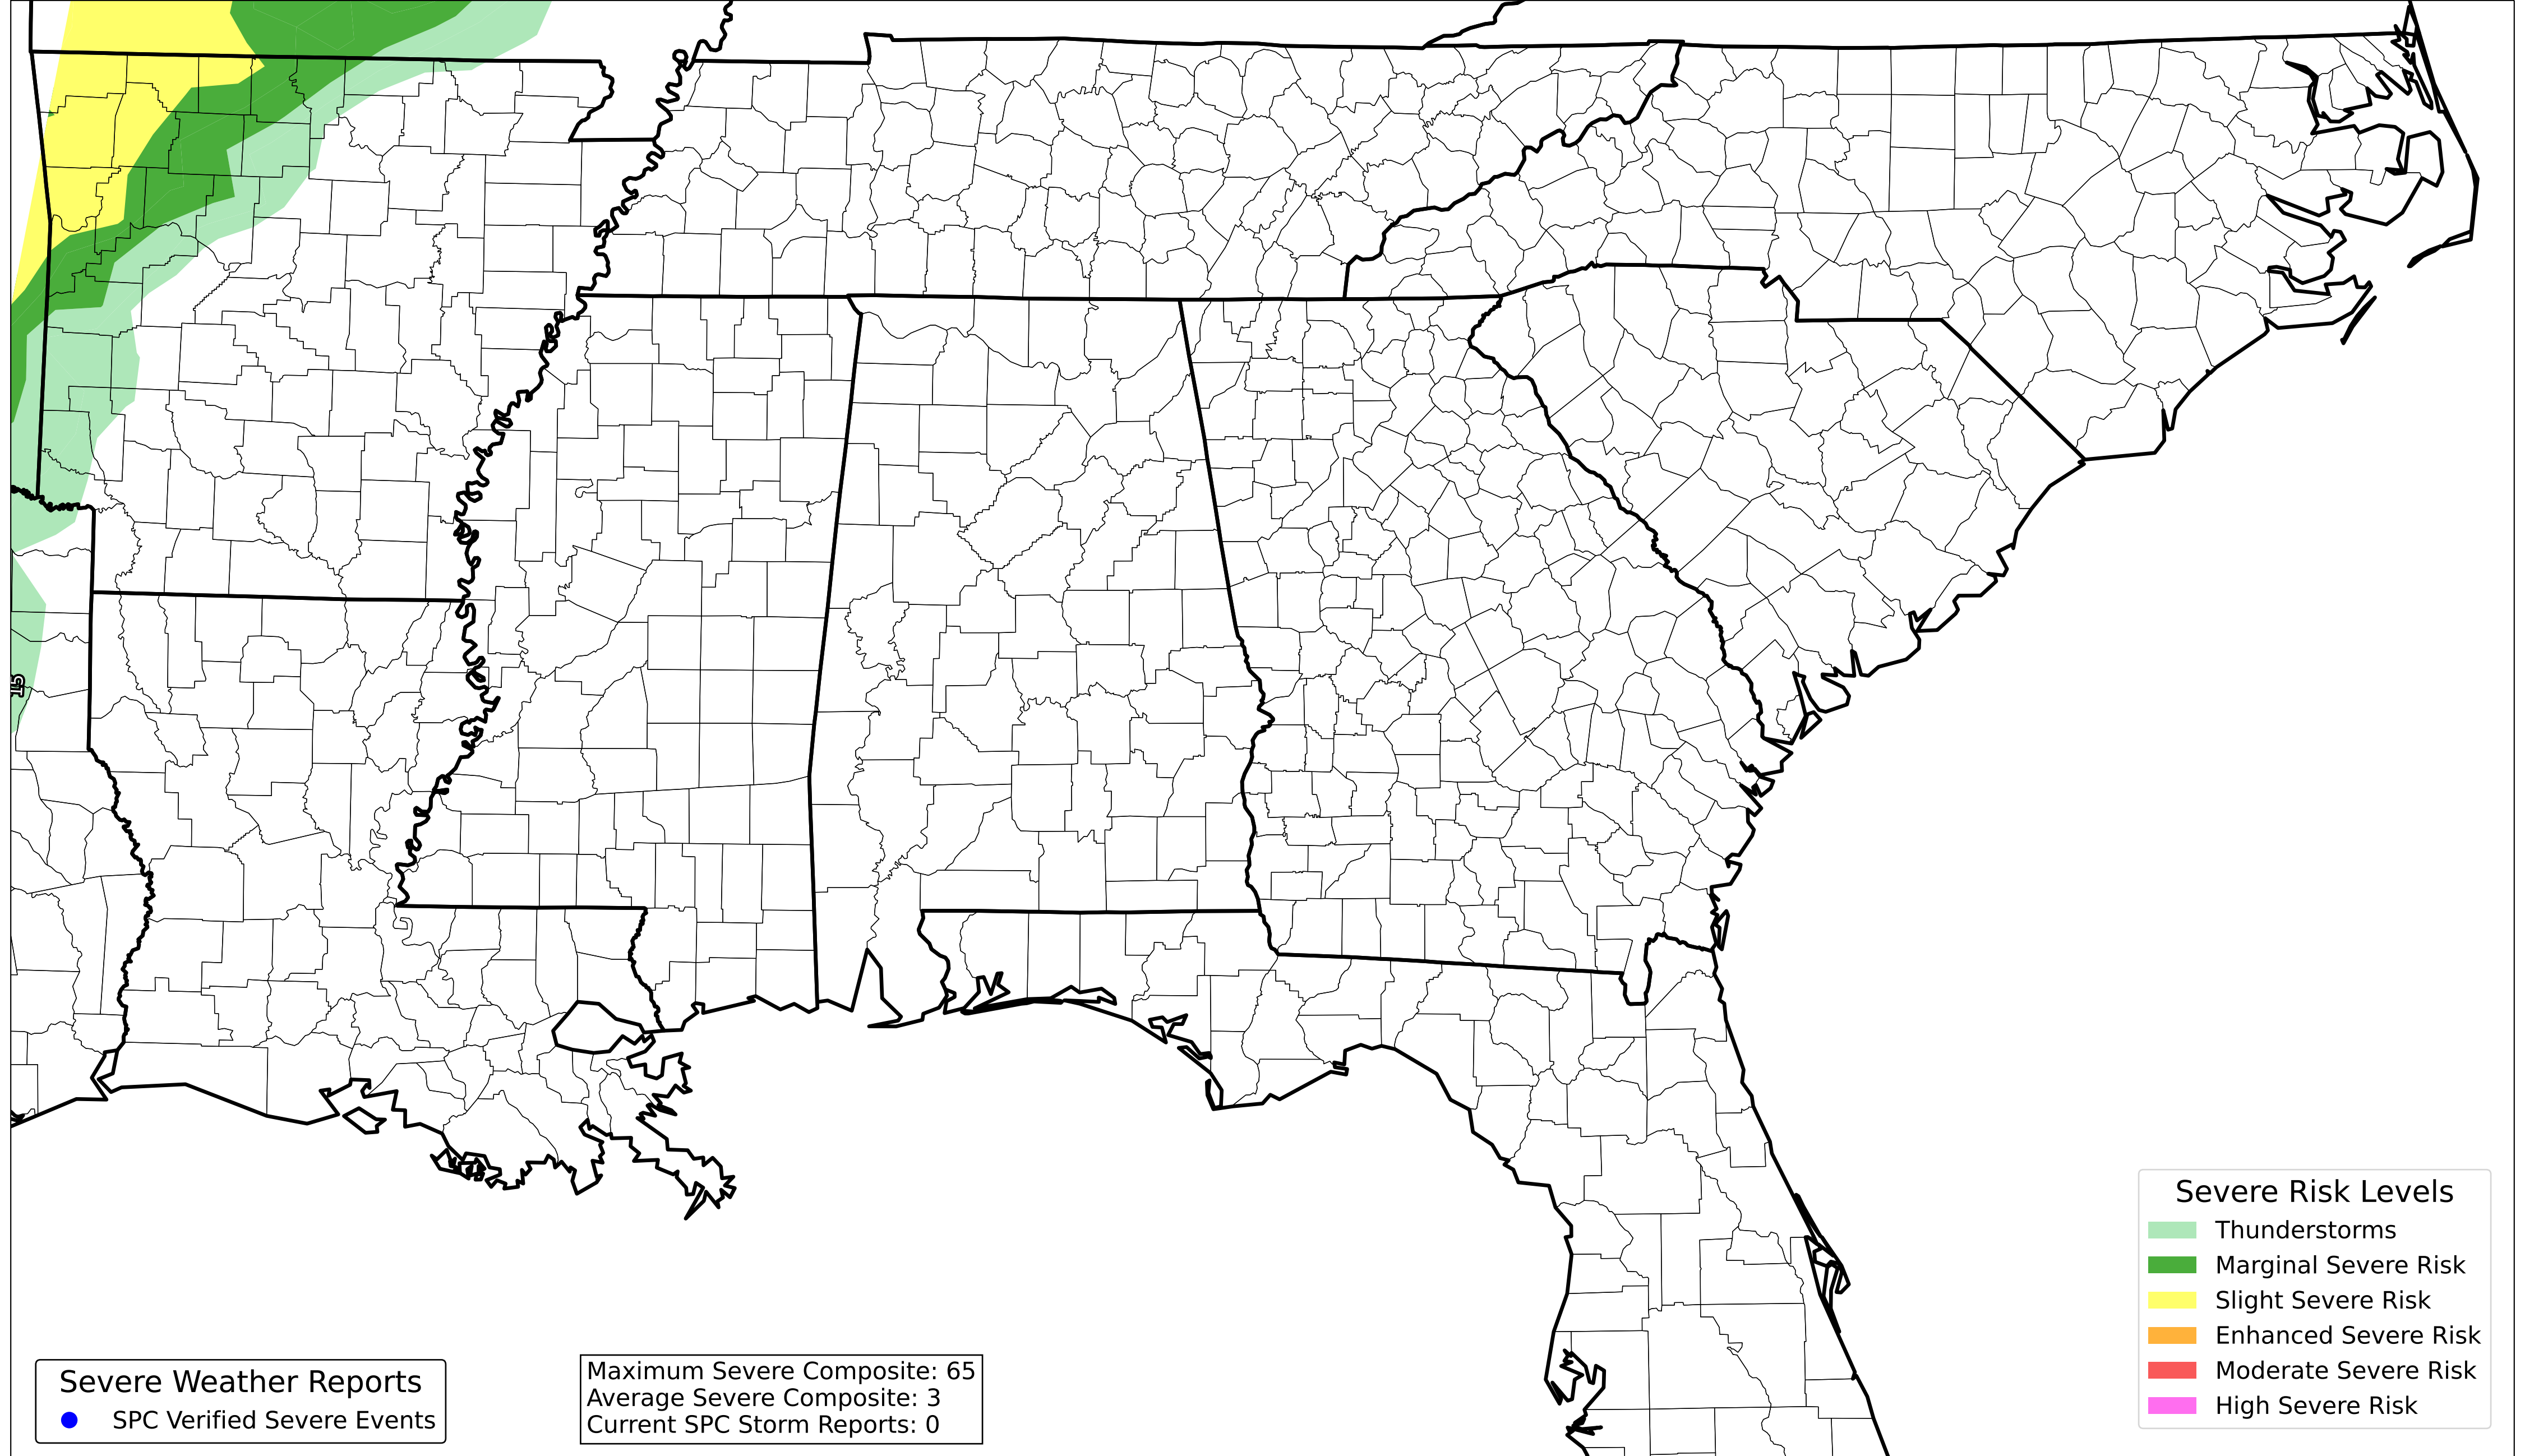 15
Severe Weather Reports
SPC Verified Severe Events
Maximum Severe Composite: 65
Average Severe Composite: 3
Current SPC Storm Reports: 0
Severe Risk Levels
Thunderstorms
Marginal Severe Risk
Slight Severe Risk
Enhanced Severe Risk
Moderate Severe Risk
High Severe Risk